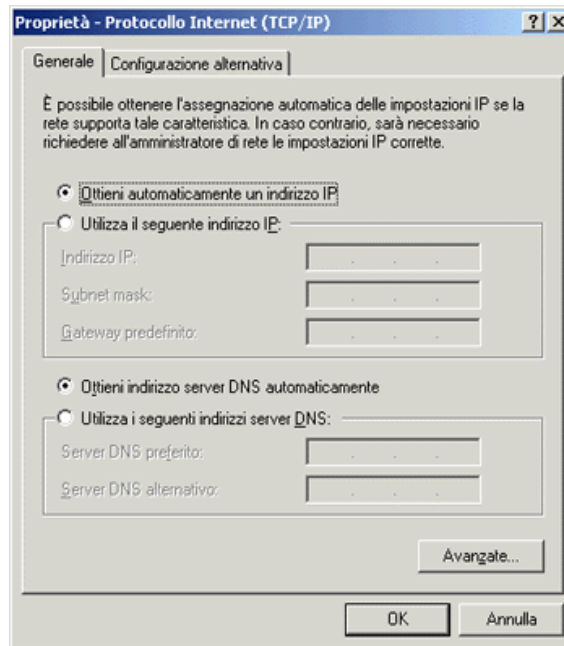 Proprietà - Protocollo Internet (TCP/IP)
Generale
Configurazione alternativa
È possibile ottenere l'assegnazione automatica delle impostazioni IP se la
rete supporta tale caratteristica. In caso contrario, sarà necessario
richiedere all'amministratore di rete le impostazioni IP corrette.
Ottieni automaticamente un indirizzo IP
Utilizza il seguente indirizzo IP:
Indirizzo IP:
Subnet mask:
Gateway predefinito:
Ottieni indirizzo server DNS automaticamente
Utilizza i seguenti indirizzi server DNS:
Server DNS preferito:
Server DNS alternativo:
Avanzate...
OK
Annulla